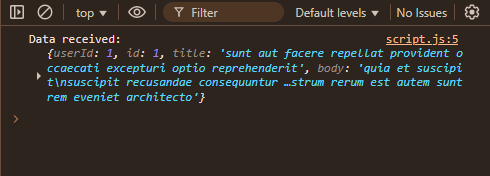 top
Filter
Default levels
No Issues
Data received:
script.js:5
{userId: 1, id: 1, title: 'sunt aut facere repellat provident o
ccaecati excepturi optio reprehenderit', body: 'quia et suscipi
t\nsuscipit recusandae consequuntur …strum rerum est autem sunt
rem eveniet architecto'}